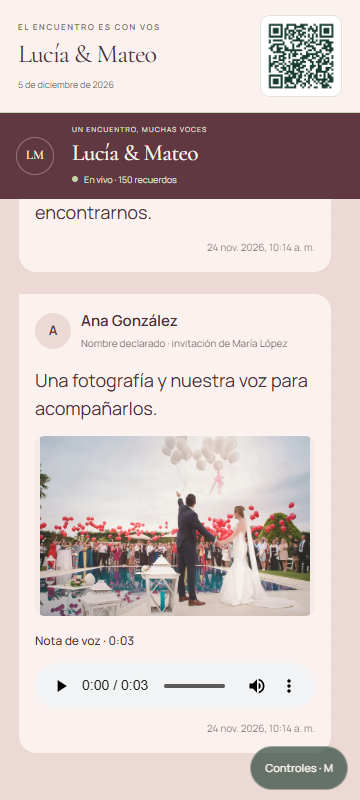 EL ENCUENTRO ES CON VOS
Lucía & Mateo
5 de diciembre de 2026
LM
UN ENCUENTRO, MUCHAS VOCES
Lucía & Mateo
En vivo · 150 recuerdos
encontrarnos.
24 nov. 2026, 10:14 a. m.
A
Ana González
Nombre declarado · invitación de María López
Una fotografía y nuestra voz para
acompañarlos.
Nota de voz · 0:03
0:00 / 0:03
24 nov. 2026, 10:14 a. m.
Controles · M